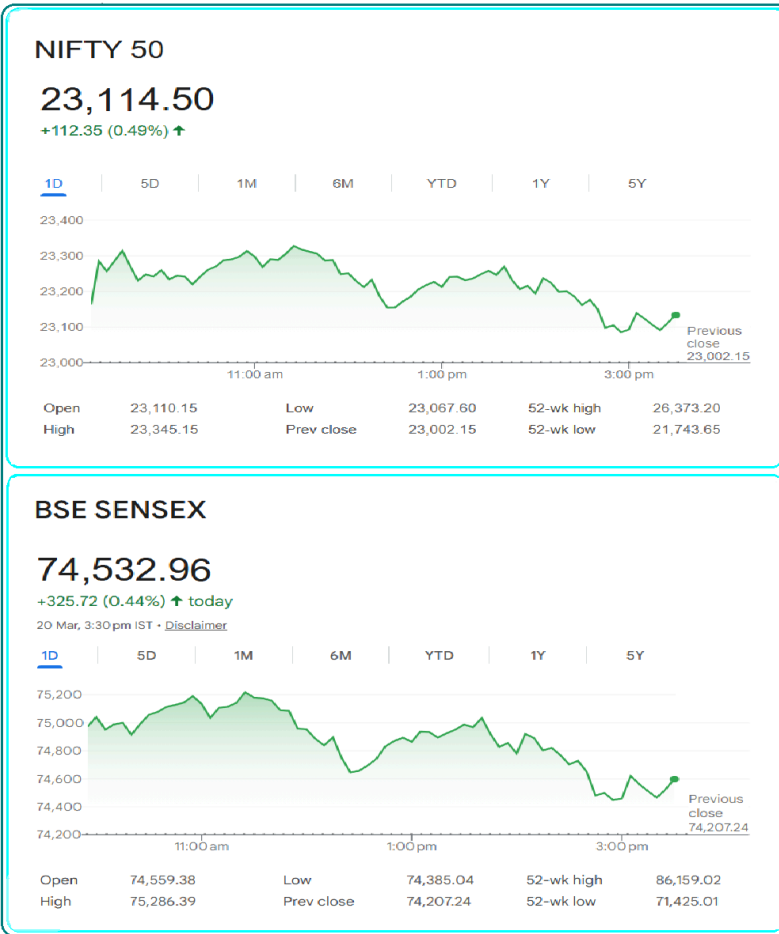 NIFTY 50
23,114.50
+112.35 (0.49%) ↑
1D 5D 1M 6M YTD 1Y 5Y
23,400
23,300
23,200
23,100
23,000
Previous
close
23,002.15
11:00 am 1:00 pm 3:00 pm
Open 23,110.15 Low 23,067.60 52-wk high 26,373.20
High 23,345.15 Prev close 23,002.15 52-wk low 21,743.65
BSE SENSEX
74,532.96
+325.72 (0.44%) ↑ today
20 Mar, 3:30 pm IST • Disclaimer
1D 5D 1M 6M YTD 1Y 5Y
75,200
75,000
74,800
74,600
74,400
74,200
Previous
close
74,207.24
11:00 am 1:00 pm 3:00 pm
Open 74,559.38 Low 74,385.04 52-wk high 86,159.02
High 75,286.39 Prev close 74,207.24 52-wk low 71,425.01